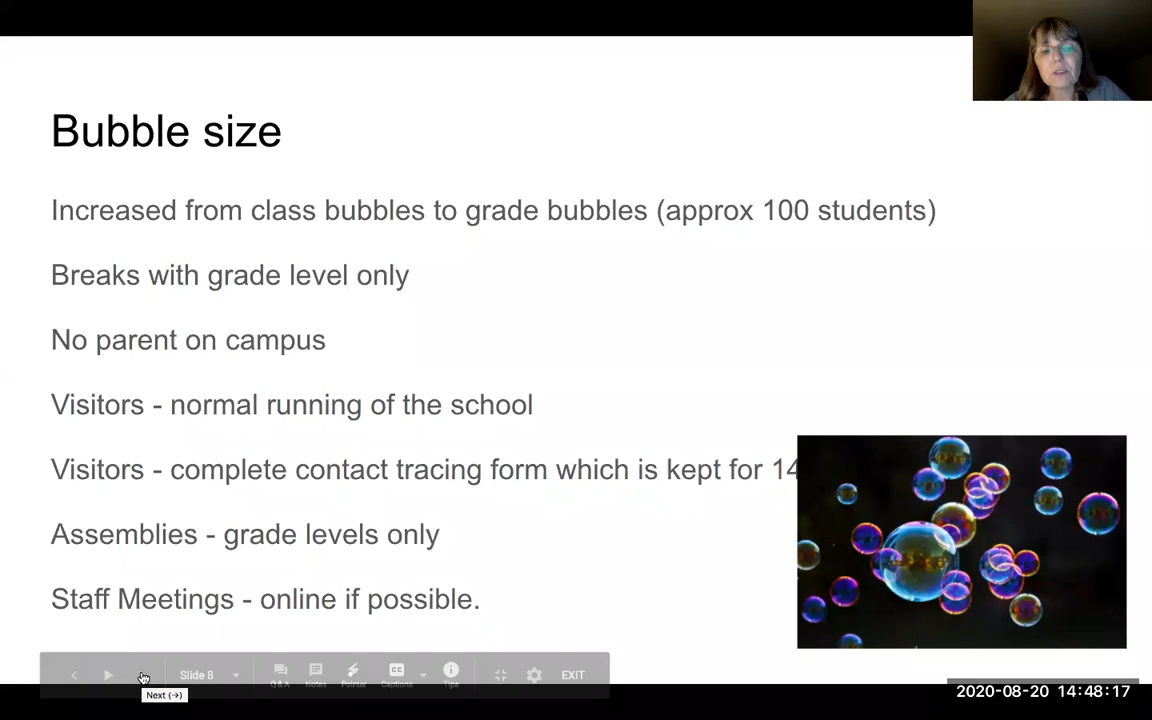 Bubble size
Increased from class bubbles to grade bubbles (approx 100 students)
Breaks with grade level only
No parent on campus
Visitors - normal running of the school
Visitors - complete contact tracing form which is kept for 14
Assemblies - grade levels only
Staff Meetings - online if possible.
Slide 8
Q&A Notes Pointer Captions Tips
EXIT
Next (→)
2020-08-20 14:48:17